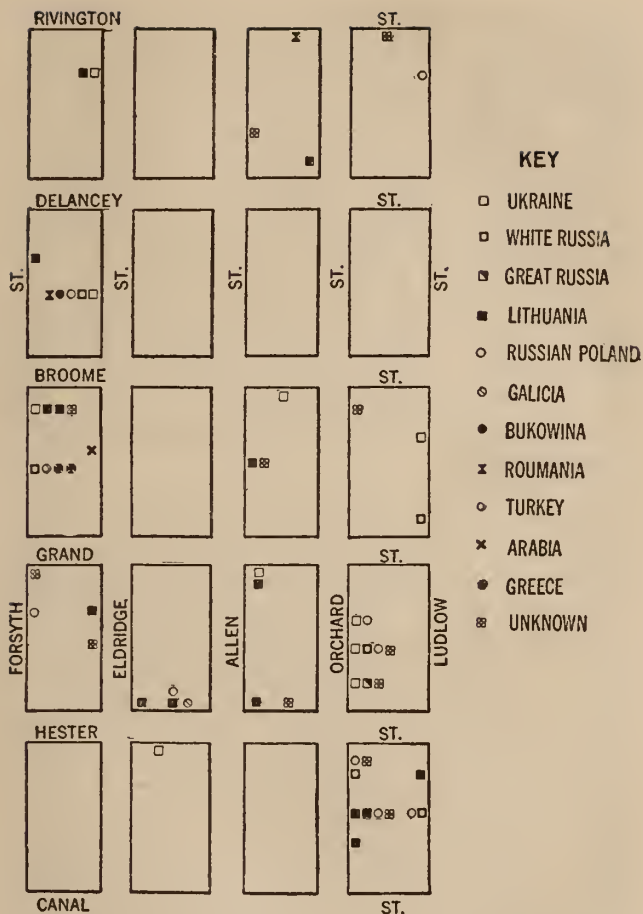 RIVINGTON ST.
DELANCEY ST.
ST. ST. ST. ST. ST.
BROOME ST.
GRAND ST.
FORSYTH ELDRIDGE ALLEN ORCHARD LUDLOW
HESTER ST.
CANAL ST.
KEY
UKRAINE
WHITE RUSSIA
GREAT RUSSIA
LITHUANIA
RUSSIAN POLAND
GALICIA
BUKOWINA
ROUMANIA
TURKEY
ARABIA
GREECE
UNKNOWN